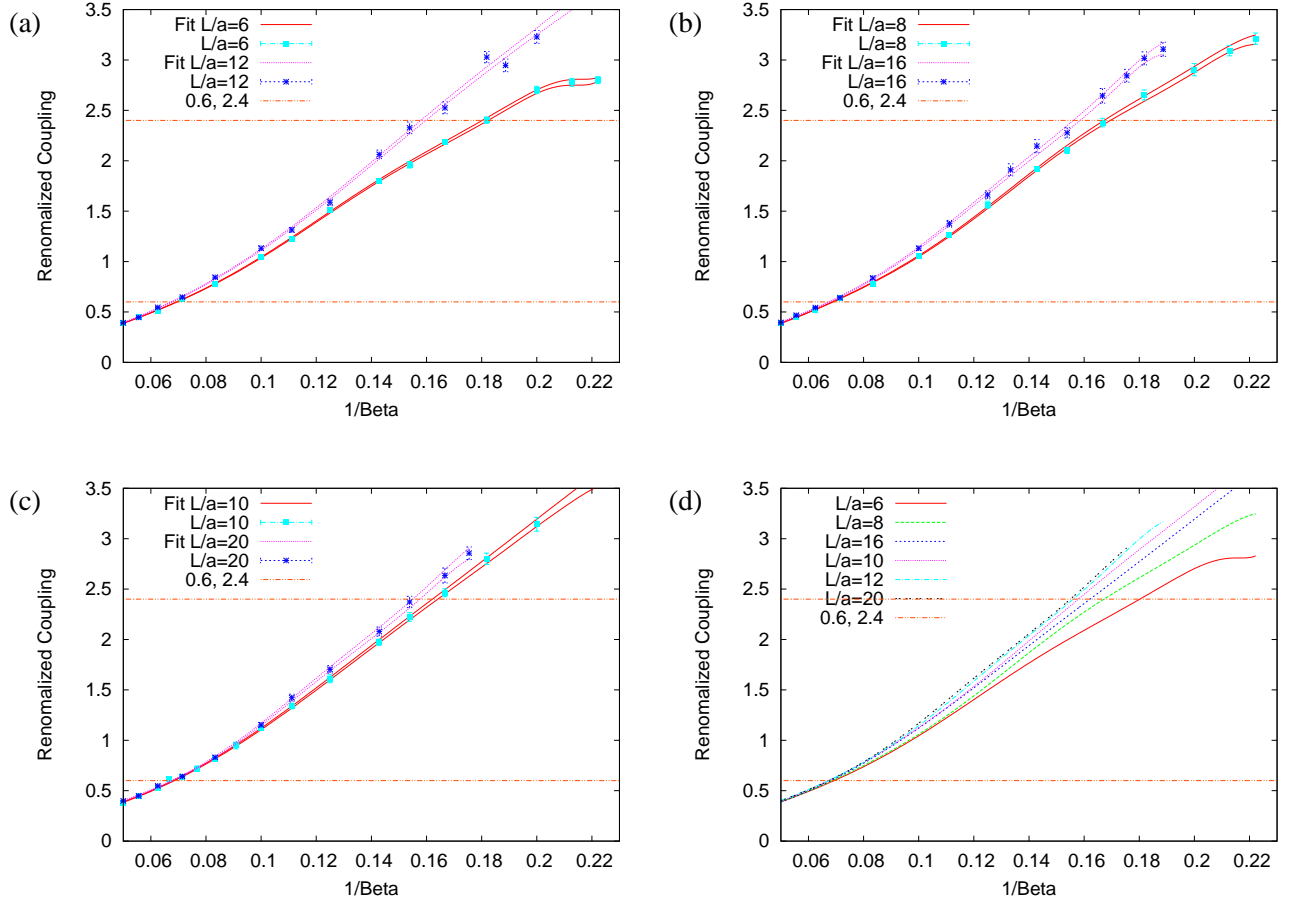 (a)
Renomalized Coupling
3.5
3
2.5
2
1.5
1
0.5
0
Fit L/a=6
L/a=6
Fit L/a=12
L/a=12
0.6, 2.4
0.06 0.08 0.1 0.12 0.14 0.16 0.18 0.2 0.22
1/Beta
(b)
Renomalized Coupling
3.5
3
2.5
2
1.5
1
0.5
0
Fit L/a=8
L/a=8
Fit L/a=16
L/a=16
0.6, 2.4
0.06 0.08 0.1 0.12 0.14 0.16 0.18 0.2 0.22
1/Beta
(c)
Renomalized Coupling
3.5
3
2.5
2
1.5
1
0.5
0
Fit L/a=10
L/a=10
Fit L/a=20
L/a=20
0.6, 2.4
0.06 0.08 0.1 0.12 0.14 0.16 0.18 0.2 0.22
1/Beta
(d)
Renomalized Coupling
3.5
3
2.5
2
1.5
1
0.5
0
L/a=6
L/a=8
L/a=16
L/a=10
L/a=12
L/a=20
0.6, 2.4
0.06 0.08 0.1 0.12 0.14 0.16 0.18 0.2 0.22
1/Beta